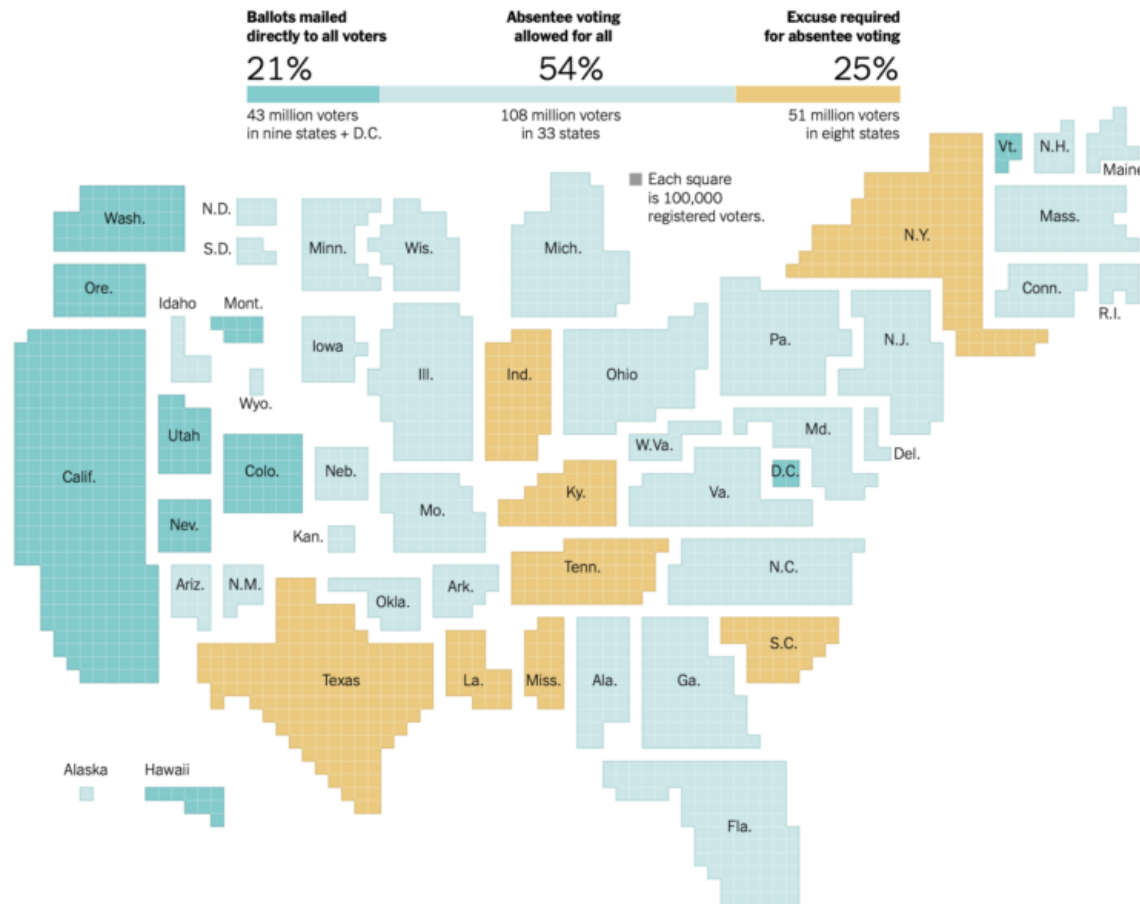 Ballots mailed
directly to all voters
21%
43 million voters
in nine states + D.C.
Absentee voting
allowed for all
54%
108 million voters
in 33 states
Excuse required
for absentee voting
25%
51 million voters
in eight states
Each square
is 100,000
registered voters.
Vt.
N.H.
Maine
Wash.
N.D.
S.D.
Minn.
Wis.
Mich.
N.Y.
Mass.
Ore.
Idaho
Mont.
Conn.
R.I.
Iowa
Ill.
Ind.
Ohio
Pa.
N.J.
Wyo.
Utah
Calif.
Colo.
Neb.
W.Va.
Md.
Del.
D.C.
Nev.
Kan.
Mo.
Ky.
Va.
Ariz.
N.M.
Okla.
Ark.
Tenn.
N.C.
Texas
La.
Miss.
Ala.
Ga.
S.C.
Alaska
Hawaii
Fla.